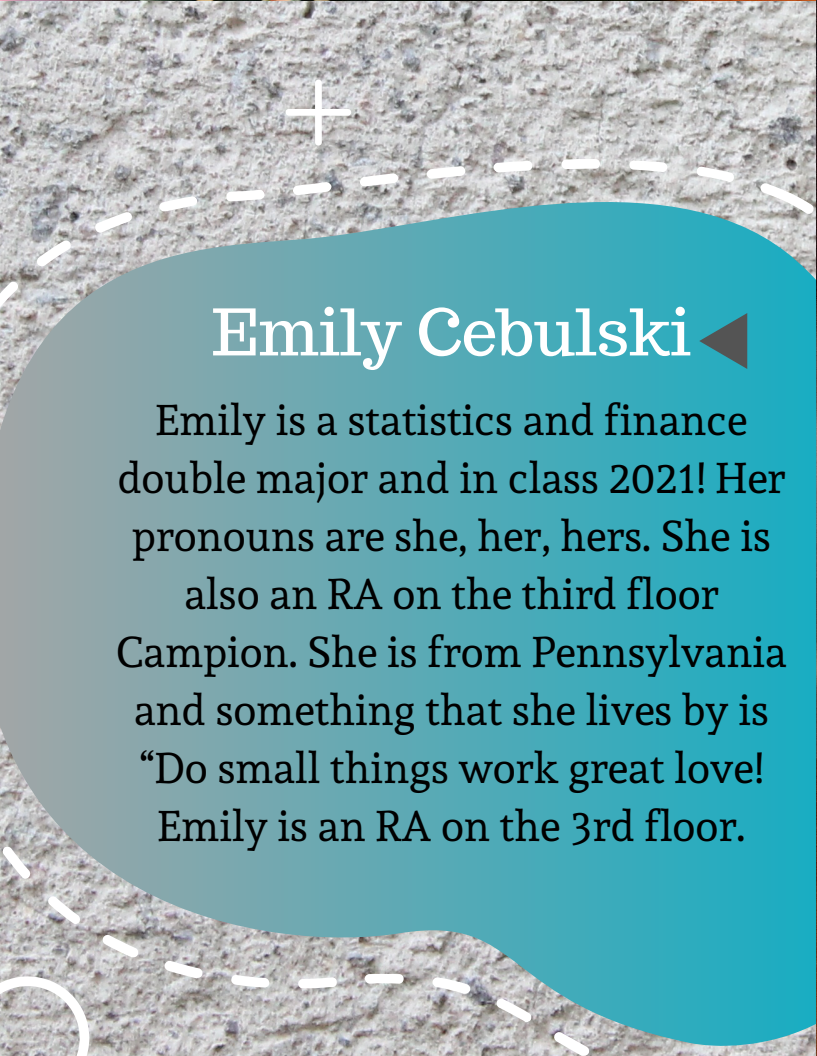 Emily Cebulski
Emily is a statistics and finance
double major and in class 2021! Her
pronouns are she, her, hers. She is
also an RA on the third floor
Campion. She is from Pennsylvania
and something that she lives by is
“Do small things work great love!
Emily is an RA on the 3rd floor.